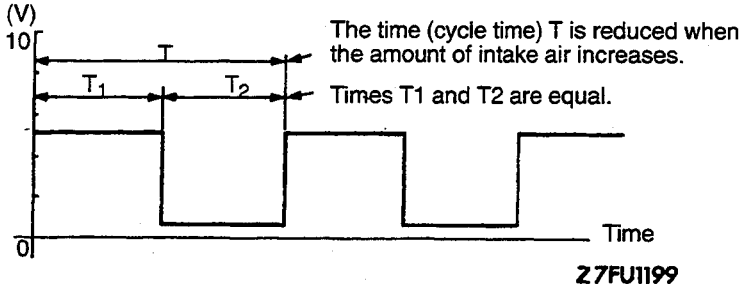 (V)
10
T
The time (cycle time) T is reduced when
the amount of intake air increases.
T1
T2
Times T1 and T2 are equal.
0
Time
Z7FU1199